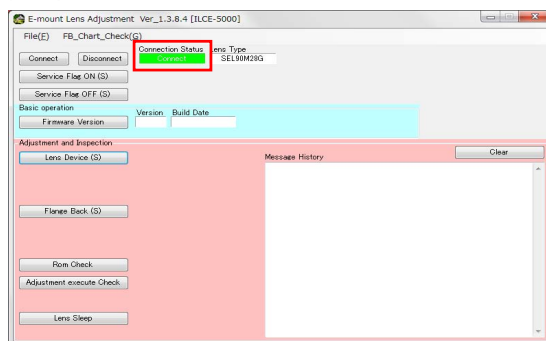 E-mount Lens Adjustment Ver_1.3.8.4 [ILCE-5000]
File(F) FB_Chart_Check(G)
Connection Status Lens Type
Connect Disconnect Connect SEL90M28G
Service Flag ON (S)
Service Flag OFF (S)
Basic operation
Version Build Date
Firmware Version
Adjustment and Inspection
Clear
Lens Device (S)
Message History
Flange Back (S)
Rom Check
Adjustment execute Check
Lens Sleep